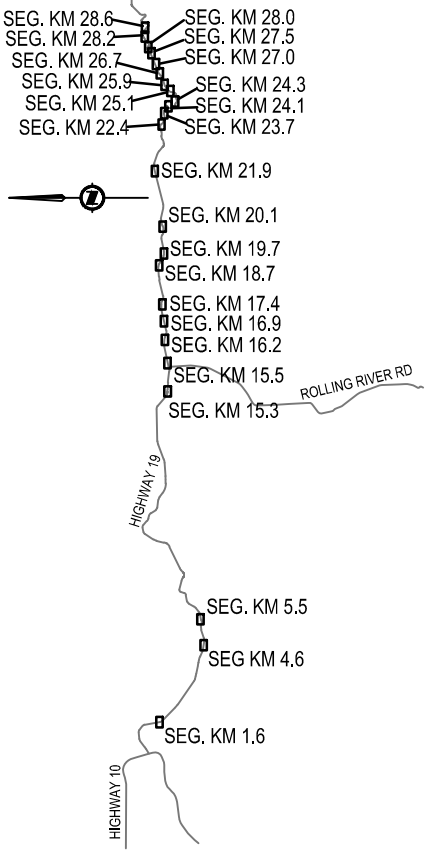 SEG. KM 28.6
SEG. KM 28.0
SEG. KM 28.2
SEG. KM 27.5
SEG. KM 26.7
SEG. KM 27.0
SEG. KM 25.9
SEG. KM 24.3
SEG. KM 25.1
SEG. KM 24.1
SEG. KM 22.4
SEG. KM 23.7
SEG. KM 21.9
Z
SEG. KM 20.1
SEG. KM 19.7
SEG. KM 18.7
SEG. KM 17.4
SEG. KM 16.9
SEG. KM 16.2
SEG. KM 15.5
ROLLING RIVER RD
SEG. KM 15.3
HIGHWAY 19
SEG. KM 5.5
SEG KM 4.6
SEG. KM 1.6
HIGHWAY 10